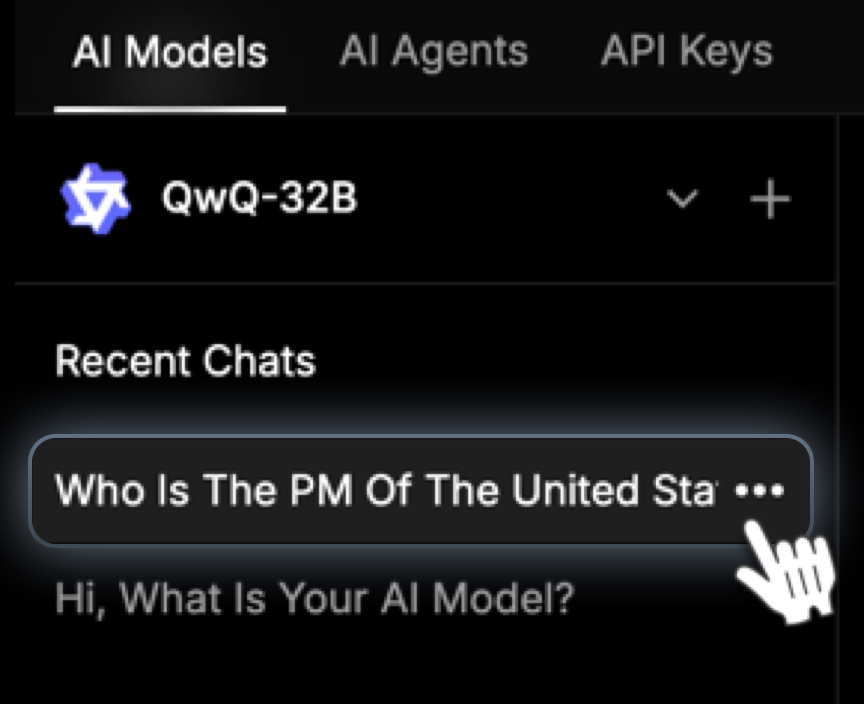 AI Models AI Agents API Keys
QwQ-32B
Recent Chats
Who Is The PM Of The United Sta
Hi, What Is Your AI Model?